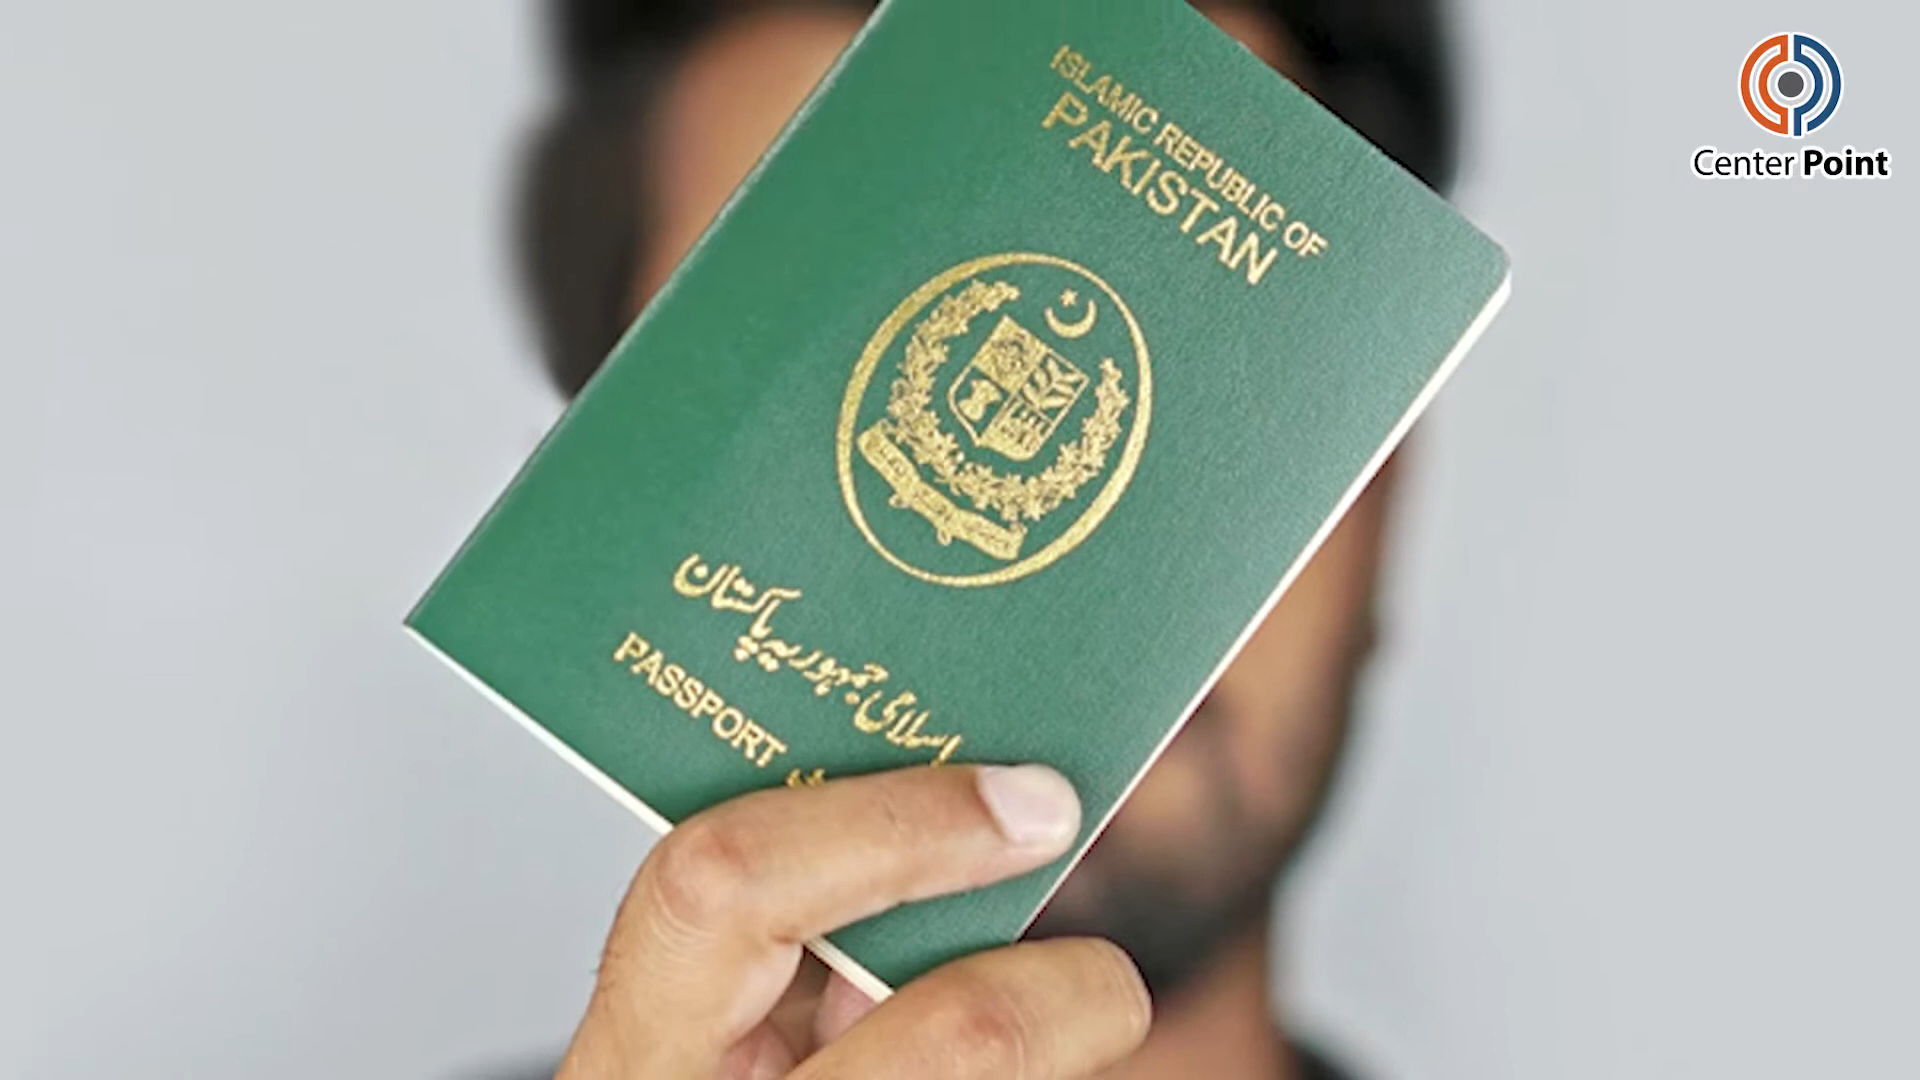 ISLAMIC REPUBLIC OF
PAKISTAN
اسلامی جمہوریہ پاکستان
PASSPORT
Center Point